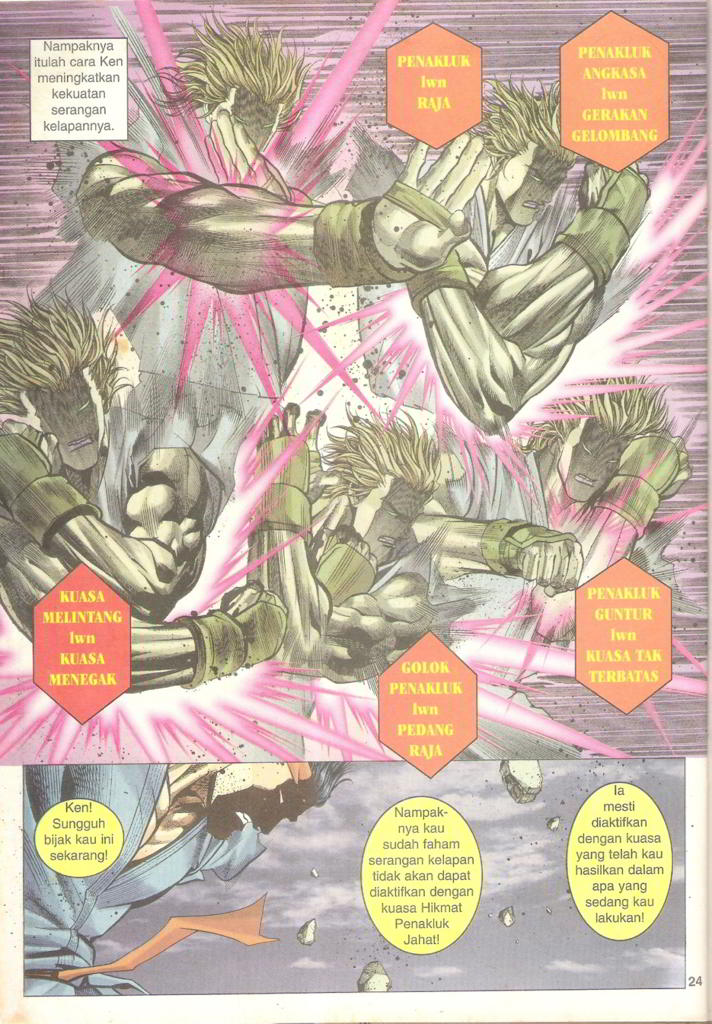 Nampaknya
itulah cara Ken
meningkatkan
kekuatan
serangan
kelapannya.
PENAKLUK
lwn
RAJA
PENAKLUK
ANGKASA
lwn
GERAKAN
GELOMBANG
KUASA
MELINTANG
lwn
KUASA
MENEGAK
GOLOK
PENAKLUK
lwn
PEDANG
RAJA
PENAKLUK
GUNTUR
lwn
KUASA TAK
TERBATAS
Ken!
Sungguh
bijak kau ini
sekarang!
Nampak-
nya kau
sudah faham
serangan kelapan
tidak akan dapat
diaktifkan dengan
kuasa Hikmat
Penakluk
Jahat!
Ia
mesti
diaktifkan
dengan kuasa
yang telah kau
hasilkan dalam
apa yang
sedang kau
lakukan!
24